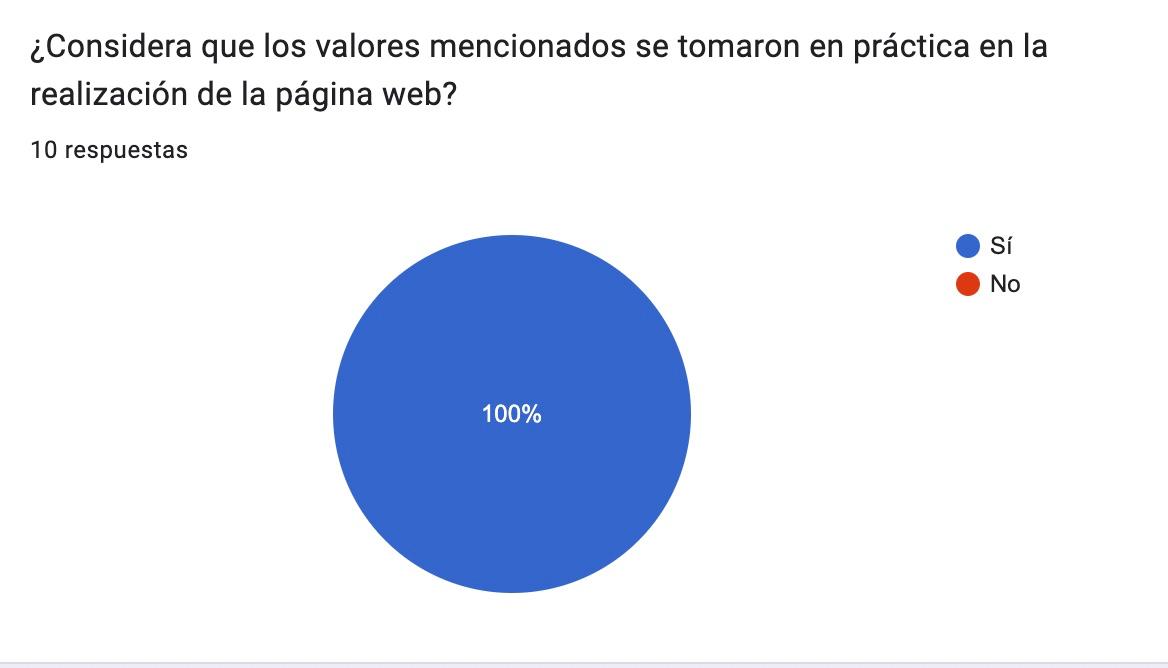 ¿Considera que los valores mencionados se tomaron en práctica en la
realización de la página web?
10 respuestas
Sí
No
100%